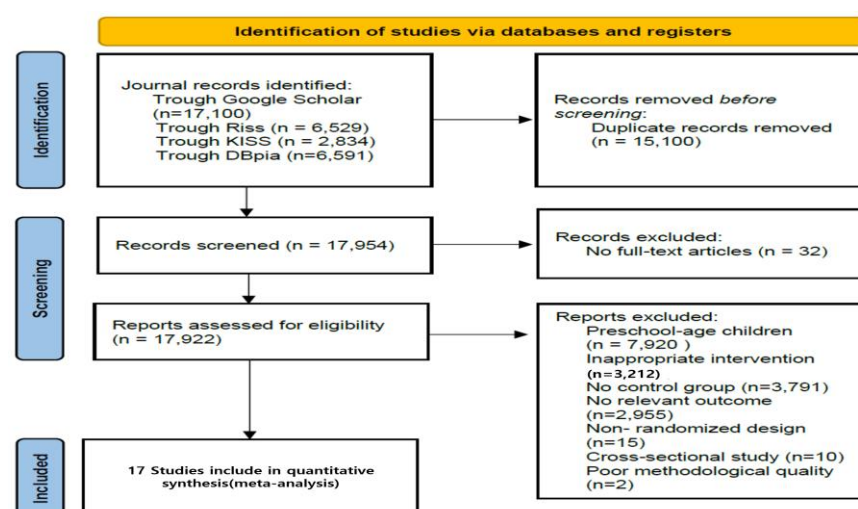 Identification of studies via databases and registers
Identification
Journal records identified:
Trough Google Scholar
(n=17,100)
Trough Riss (n = 6,529)
Trough KISS (n = 2,834)
Trough DBpia (n=6,591)
Records removed before
screening:
Duplicate records removed
(n = 15,100)
Screening
Records screened (n = 17,954)
Records excluded:
No full-text articles (n = 32)
Reports assessed for eligibility
(n = 17,922)
Reports excluded:
Preschool-age children
(n = 7,920 )
Inappropriate intervention
(n=3,212)
No control group (n=3,791)
No relevant outcome
(n=2,955)
Non- randomized design
(n=15)
Cross-sectional study (n=10)
Poor methodological quality
(n=2)
Included
17 Studies include in quantitative
synthesis(meta-analysis)